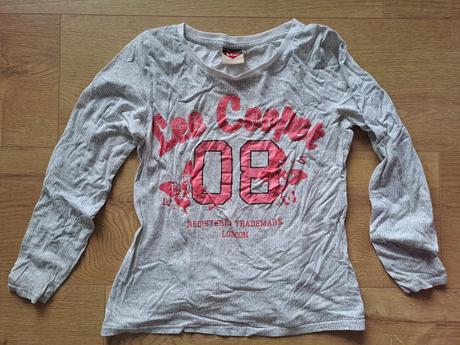 Lee Cooper
08
REGISTERED TRADEMARK
LONDON